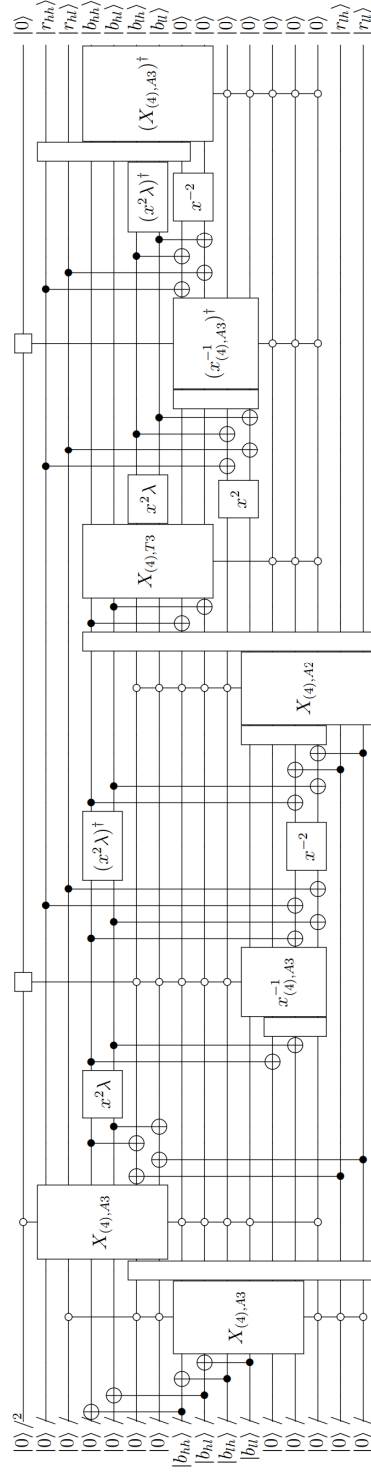 |0⟩ 2
|0⟩
|0⟩
|0⟩
|0⟩
|0⟩
|0⟩
|b_{hh}⟩
|b_{hl}⟩
|b_{lh}⟩
|b_{ll}⟩
|0⟩
|0⟩
|0⟩
|0⟩
|0⟩
X_{(4),A3}
X_{(4),A3}
x^2λ
x^{-1}_{(4),A3}
(x^2λ)^†
x^{-2}
X_{(4),A2}
X_{(4),T3}
x^2λ
x^2
(x^{-1}_{(4),A3})^†
(x^2λ)^†
x^{-2}
(X_{(4),A3})^†
|0⟩
|r_{hh}⟩
|r_{hl}⟩
|b_{hh}⟩
|b_{hl}⟩
|b_{lh}⟩
|b_{ll}⟩
|0⟩
|0⟩
|0⟩
|0⟩
|0⟩
|0⟩
|0⟩
|r_{lh}⟩
|r_{ll}⟩